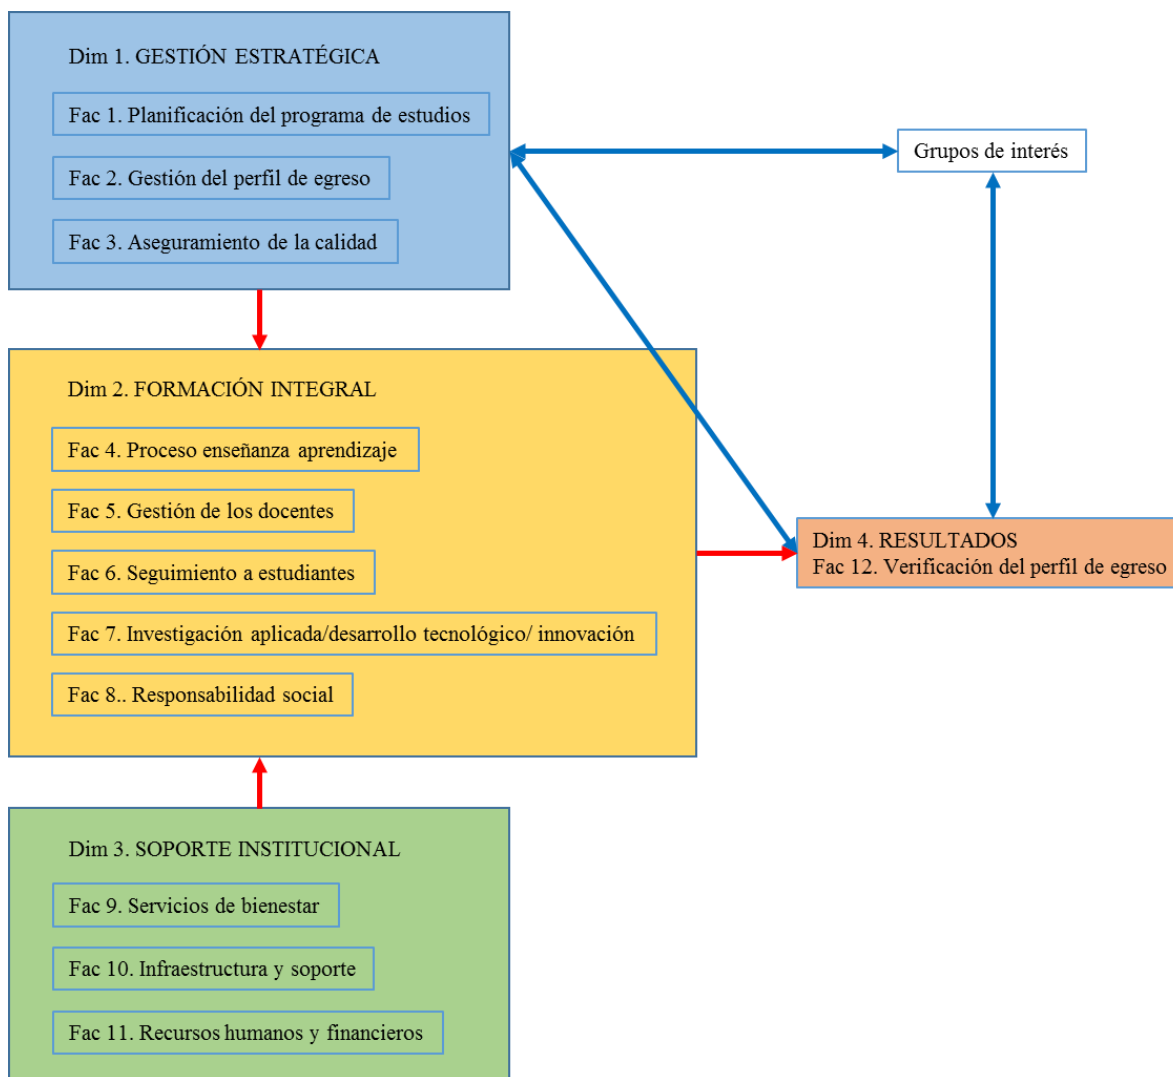 Dim 1. GESTIÓN ESTRATÉGICA
Fac 1. Planificación del programa de estudios
Fac 2. Gestión del perfil de egreso
Fac 3. Aseguramiento de la calidad
Grupos de interés
Dim 2. FORMACIÓN INTEGRAL
Fac 4. Proceso enseñanza aprendizaje
Fac 5. Gestión de los docentes
Fac 6. Seguimiento a estudiantes
Fac 7. Investigación aplicada/desarrollo tecnológico/ innovación
Fac 8.. Responsabilidad social
Dim 4. RESULTADOS
Fac 12. Verificación del perfil de egreso
Dim 3. SOPORTE INSTITUCIONAL
Fac 9. Servicios de bienestar
Fac 10. Infraestructura y soporte
Fac 11. Recursos humanos y financieros